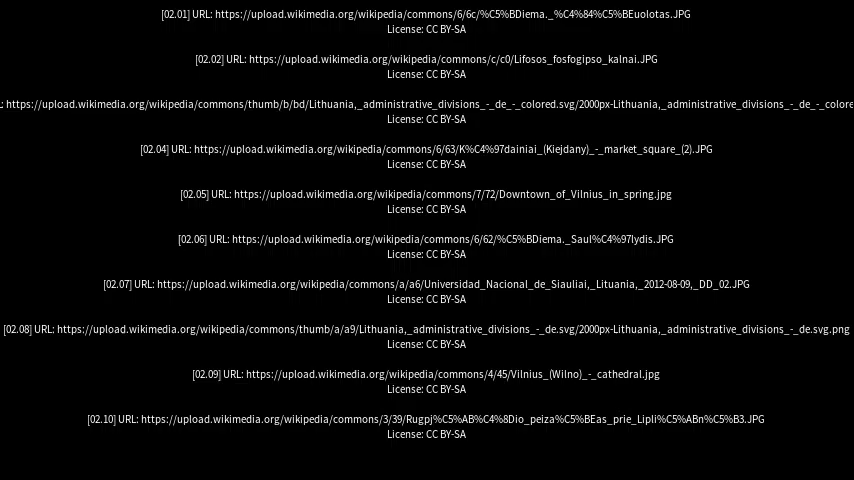 [02.01] URL: https://upload.wikimedia.org/wikipedia/commons/6/6c/%C5%BDiema._%C4%84%C5%BEuolotas.JPG
License: CC BY-SA
[02.02] URL: https://upload.wikimedia.org/wikipedia/commons/c/c0/Lifosos_fosfogipso_kalnai.JPG
License: CC BY-SA
: https://upload.wikimedia.org/wikipedia/commons/thumb/b/bd/Lithuania,_administrative_divisions_-_de_-_colored.svg/2000px-Lithuania,_administrative_divisions_-_de_-_colore
License: CC BY-SA
[02.04] URL: https://upload.wikimedia.org/wikipedia/commons/6/63/K%C4%97dainiai_(Kiejdany)_-_market_square_(2).JPG
License: CC BY-SA
[02.05] URL: https://upload.wikimedia.org/wikipedia/commons/7/72/Downtown_of_Vilnius_in_spring.jpg
License: CC BY-SA
[02.06] URL: https://upload.wikimedia.org/wikipedia/commons/6/62/%C5%BDiema._Saul%C4%97lydis.JPG
License: CC BY-SA
[02.07] URL: https://upload.wikimedia.org/wikipedia/commons/a/a6/Universidad_Nacional_de_Siauliai,_Lituania,_2012-08-09,_DD_02.JPG
License: CC BY-SA
[02.08] URL: https://upload.wikimedia.org/wikipedia/commons/thumb/a/a9/Lithuania,_administrative_divisions_-_de.svg/2000px-Lithuania,_administrative_divisions_-_de.svg.png
License: CC BY-SA
[02.09] URL: https://upload.wikimedia.org/wikipedia/commons/4/45/Vilnius_(Wilno)_-_cathedral.jpg
License: CC BY-SA
[02.10] URL: https://upload.wikimedia.org/wikipedia/commons/3/39/Rugpj%C5%AB%C4%8Dio_peiza%C5%BEas_prie_Lipli%C5%ABn%C5%B3.JPG
License: CC BY-SA